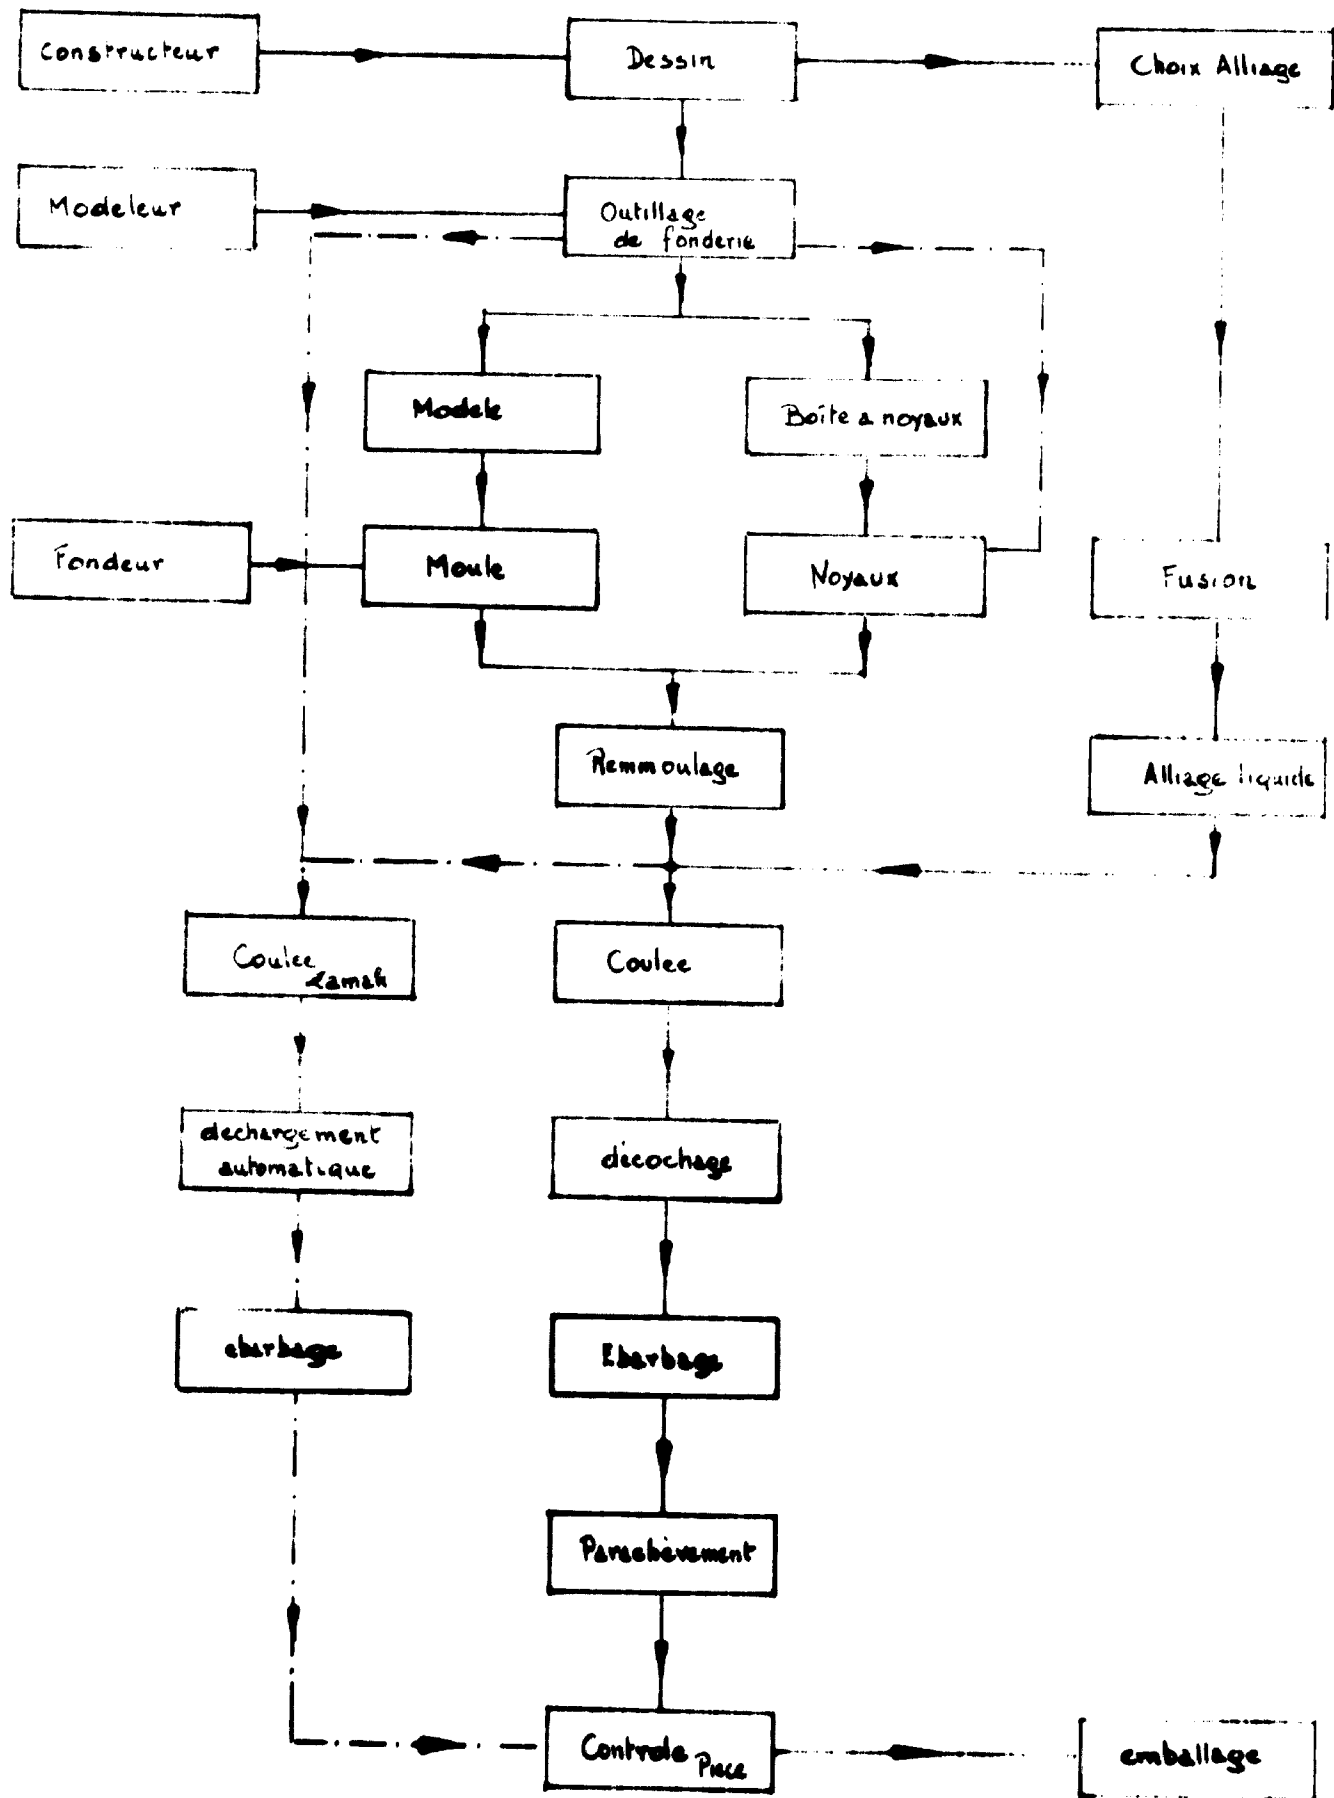 Constructeur
Dessin
Choix Alliage
Modeleur
Outillage
de fonderie
Modele
Boîte a noyaux
Fondeur
Moule
Noyaux
Fusion
Remmoulage
Alliage liquide
Coulee
Zamak
Coulee
dechargement
automatique
décochage
ebarbage
Ebarbage
Parachèvement
Controle
Piece
emballage